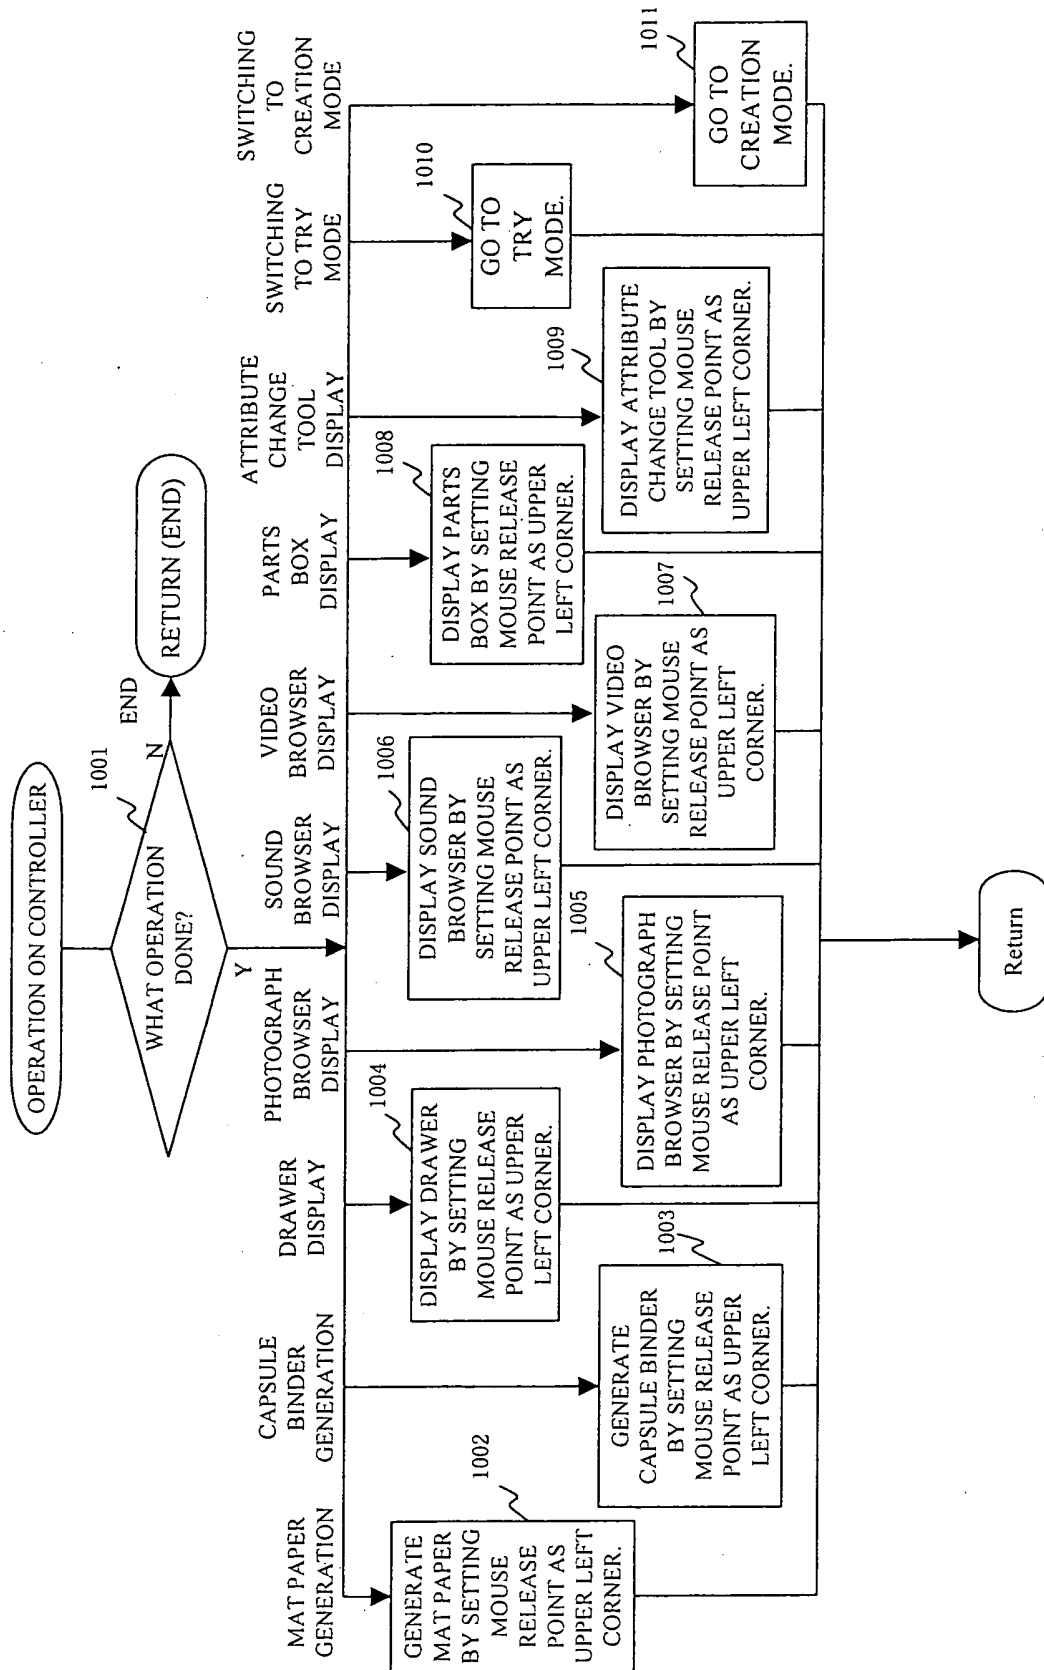 OPERATION ON CONTROLLER
1001
WHAT OPERATION
DONE?
N
END
RETURN (END)
Y
MAT PAPER
GENERATION
CAPSULE
BINDER
GENERATION
DRAWER
DISPLAY
PHOTOGRAPH
BROWSER
DISPLAY
SOUND
BROWSER
DISPLAY
VIDEO
BROWSER
DISPLAY
PARTS
BOX
DISPLAY
ATTRIBUTE
CHANGE
TOOL
DISPLAY
SWITCHING
TO TRY
MODE
SWITCHING
TO
CREATION
MODE
1002
GENERATE
MAT PAPER
BY SETTING
MOUSE
RELEASE
POINT AS
UPPER LEFT
CORNER.
1003
GENERATE
CAPSULE BINDER
BY SETTING
MOUSE RELEASE
POINT AS UPPER
LEFT CORNER.
1004
DISPLAY DRAWER
BY SETTING
MOUSE RELEASE
POINT AS UPPER
LEFT CORNER.
1005
DISPLAY PHOTOGRAPH
BROWSER BY SETTING
MOUSE RELEASE POINT
AS UPPER LEFT
CORNER.
1006
DISPLAY SOUND
BROWSER BY
SETTING MOUSE
RELEASE POINT AS
UPPER LEFT CORNER.
1007
DISPLAY VIDEO
BROWSER BY
SETTING MOUSE
RELEASE POINT AS
UPPER LEFT
CORNER.
1008
DISPLAY PARTS
BOX BY SETTING
MOUSE RELEASE
POINT AS UPPER
LEFT CORNER.
1009
DISPLAY ATTRIBUTE
CHANGE TOOL BY
SETTING MOUSE
RELEASE POINT AS
UPPER LEFT CORNER.
1010
GO TO
TRY
MODE.
1011
GO TO
CREATION
MODE.
Return